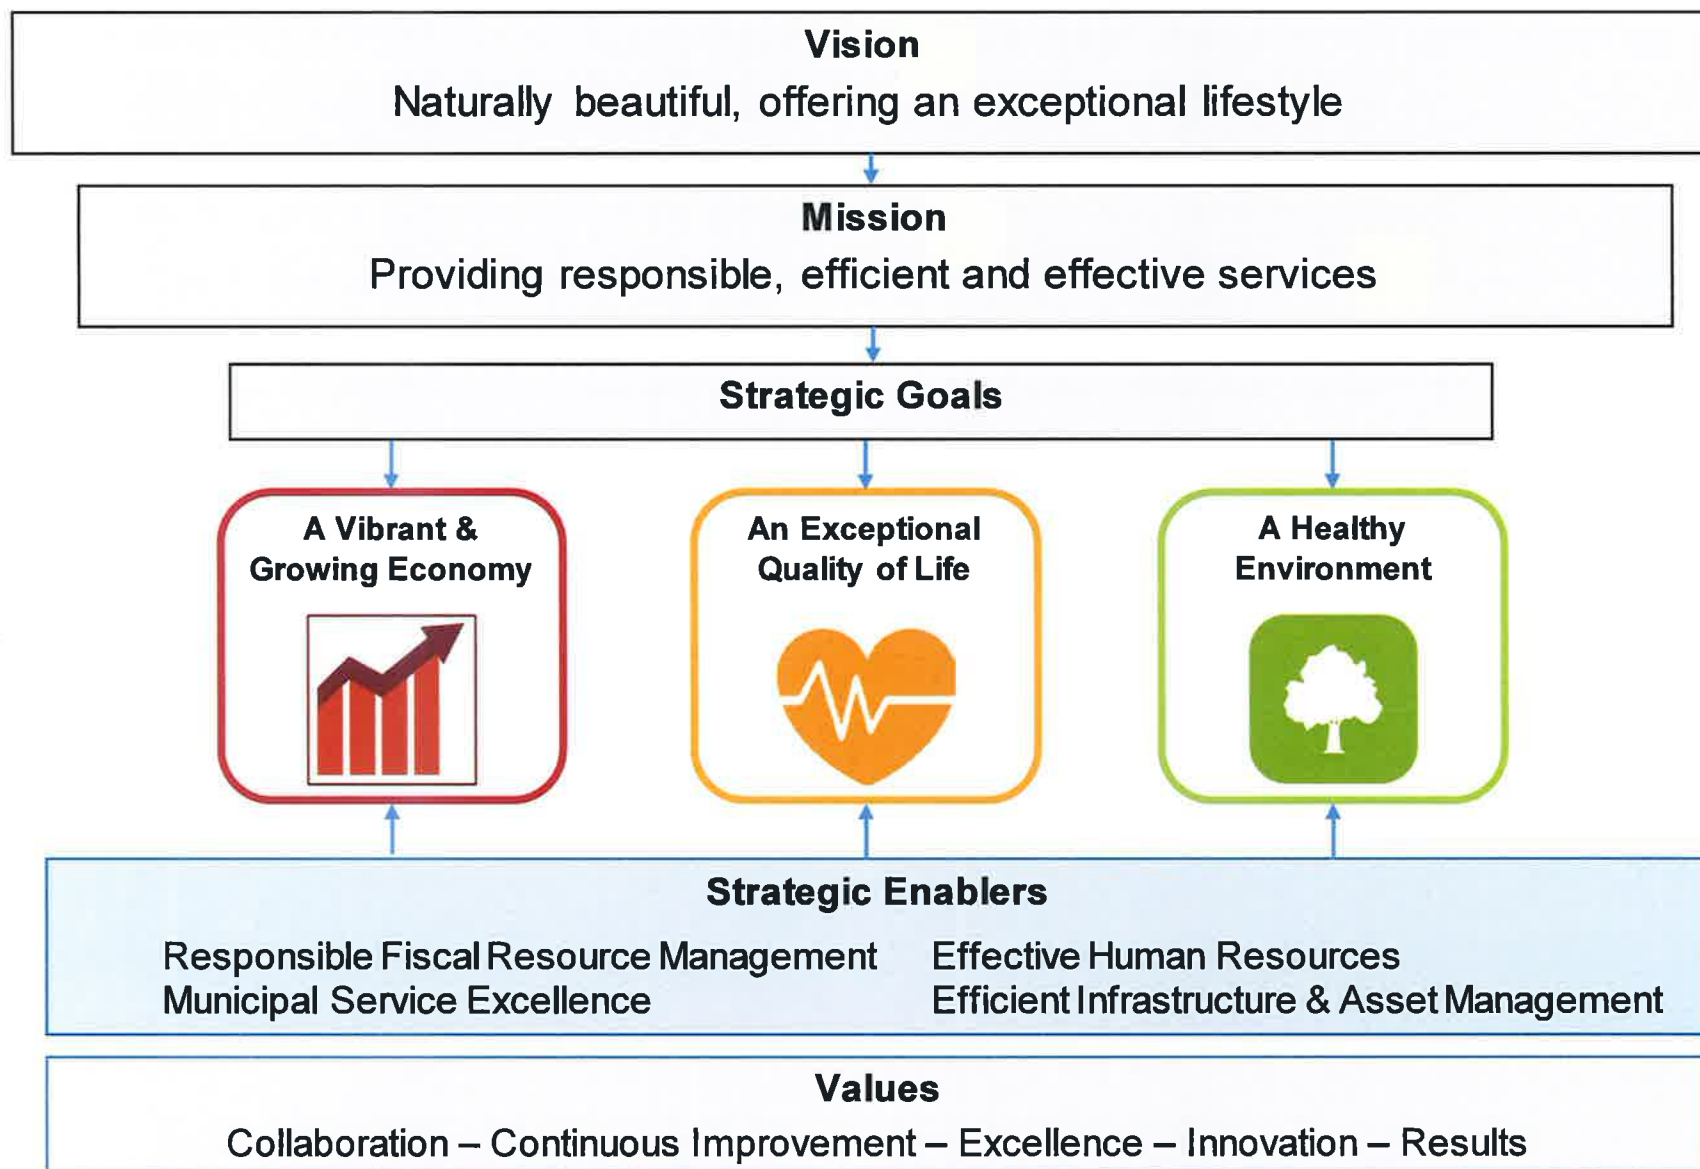 Vision
Naturally beautiful, offering an exceptional lifestyle
Mission
Providing responsible, efficient and effective services
Strategic Goals
A Vibrant &
Growing Economy
An Exceptional
Quality of Life
A Healthy
Environment
Strategic Enablers
Responsible Fiscal Resource Management
Effective Human Resources
Municipal Service Excellence
Efficient Infrastructure & Asset Management
Values
Collaboration – Continuous Improvement – Excellence – Innovation – Results